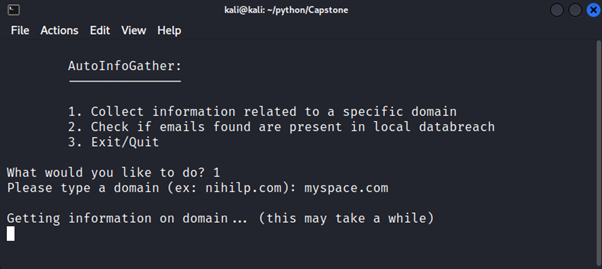 kali@kali: ~/python/Capstone
File Actions Edit View Help
AutoInfoGather:
1. Collect information related to a specific domain
2. Check if emails found are present in local databreach
3. Exit/Quit
What would you like to do? 1
Please type a domain (ex: nihilp.com): myspace.com
Getting information on domain... (this may take a while)